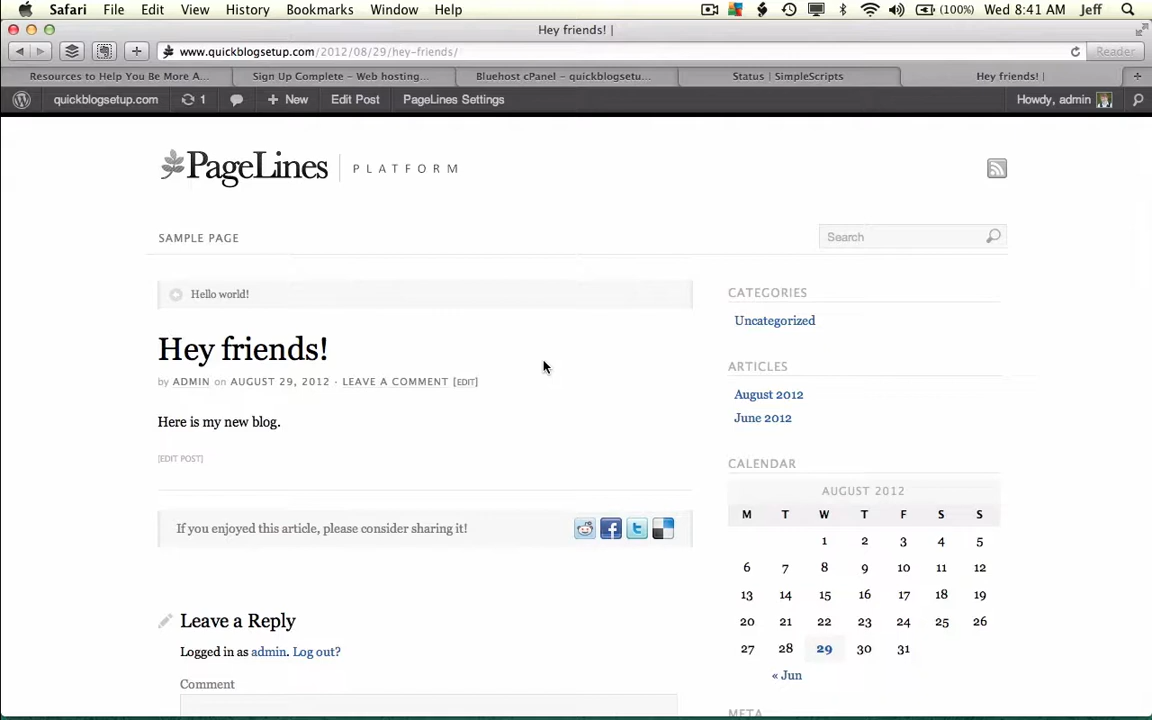 Safari File Edit View History Bookmarks Window Help (100%) Wed 8:41 AM Jeff
Hey friends! |
www.quickblogsetup.com/2012/08/29/hey-friends/ Reader
Resources to Help You Be More A... Sign Up Complete – Web hosting... Bluehost cPanel – quickblogsetu... Status | SimpleScripts Hey friends! |
quickblogsetup.com 1 + New Edit Post PageLines Settings Howdy, admin
PageLines PLATFORM
SAMPLE PAGE Search
Hello world!
Hey friends!
by ADMIN on AUGUST 29, 2012 · LEAVE A COMMENT [EDIT]
Here is my new blog.
[EDIT POST]
If you enjoyed this article, please consider sharing it!
Leave a Reply
Logged in as admin. Log out?
Comment
CATEGORIES
Uncategorized
ARTICLES
August 2012
June 2012
CALENDAR
AUGUST 2012
M T W T F S S
1 2 3 4 5
6 7 8 9 10 11 12
13 14 15 16 17 18 19
20 21 22 23 24 25 26
27 28 29 30 31
« Jun
META